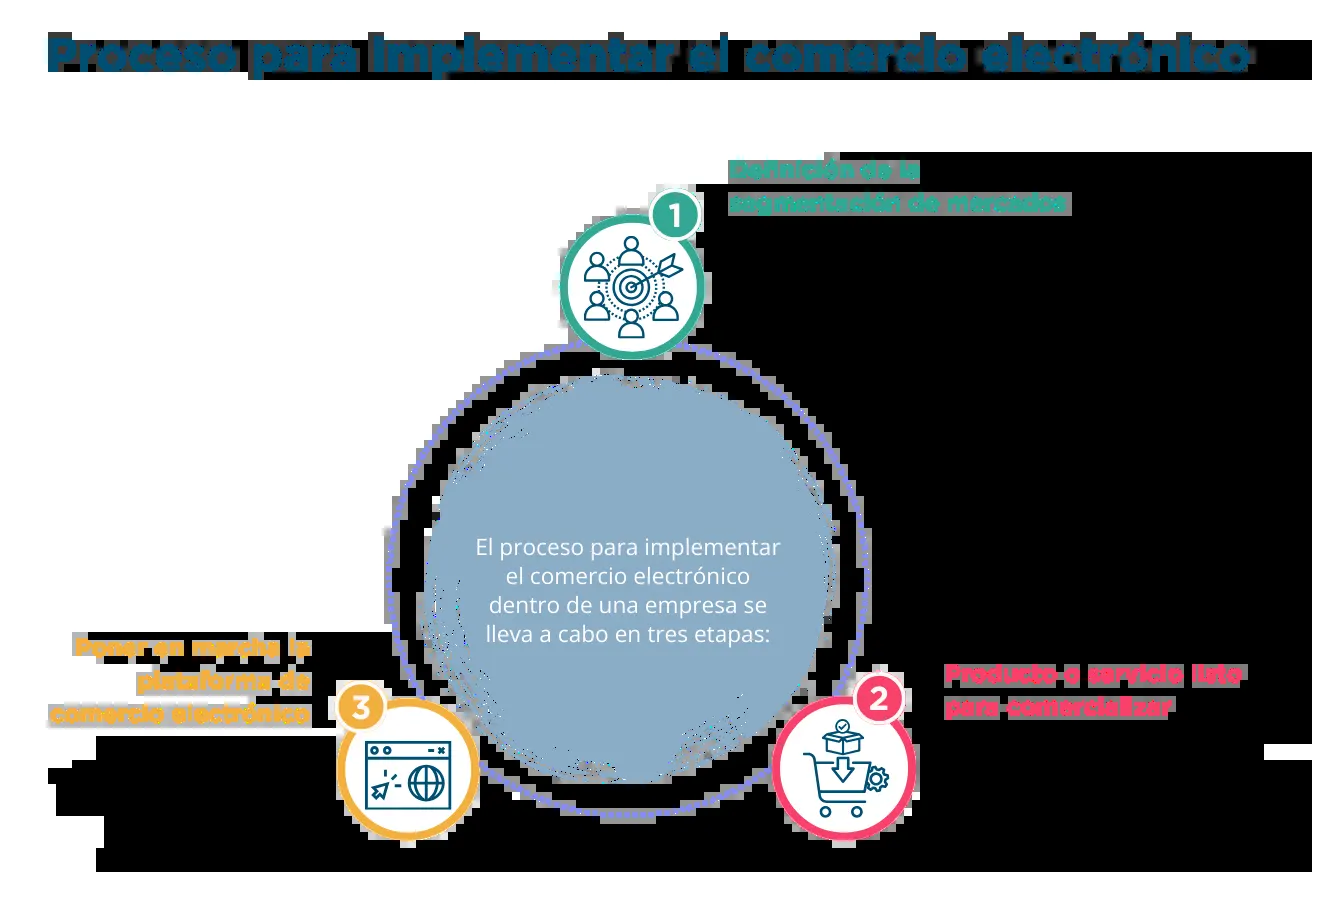 Proceso para implementar el comercio electrónico
Definición de la
segmentación de mercados
1
El proceso para implementar
el comercio electrónico
dentro de una empresa se
lleva a cabo en tres etapas:
Producto o servicio listo
para comercializar
2
Poner en marcha la
plataforma de
comercio electrónico
3